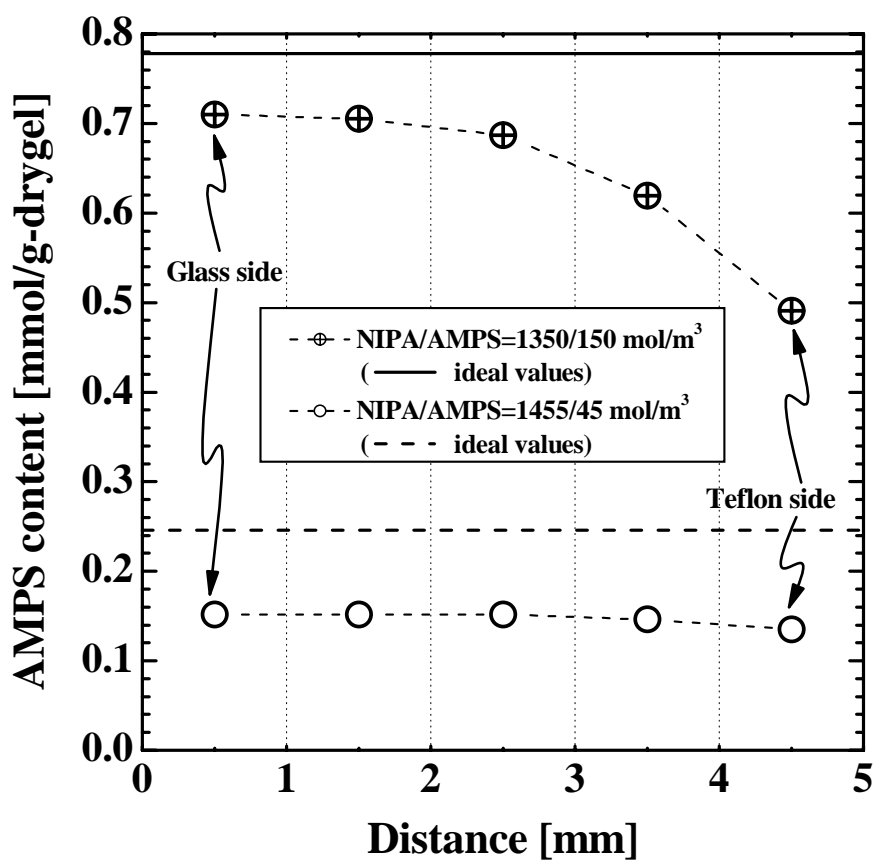 0.8
0.7
0.6
0.5
0.4
0.3
0.2
0.1
0.0
AMPS content [mmol/g-drygel]
Glass side
NIPA/AMPS=1350/150 mol/m³
( ideal values)
NIPA/AMPS=1455/45 mol/m³
( ideal values)
Teflon side
0 1 2 3 4 5
Distance [mm]